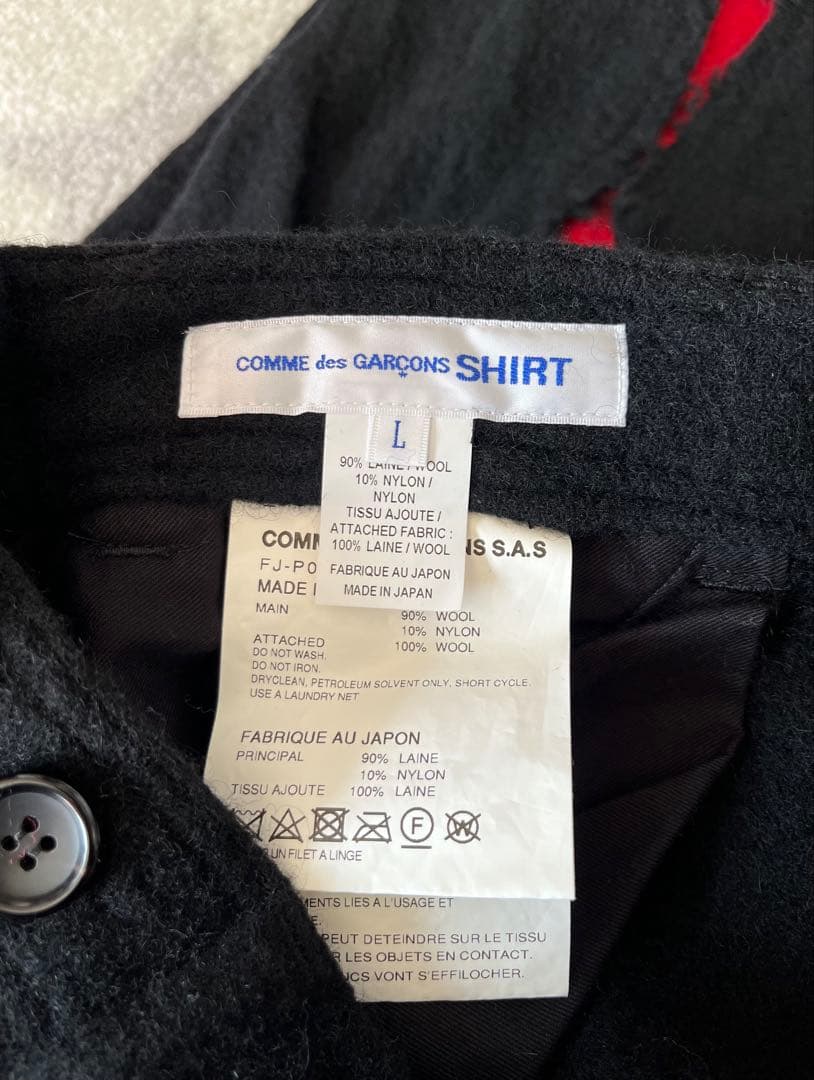 COMME des GARÇONS SHIRT
L
90% LAINE / WOOL
10% NYLON /
NYLON
TISSU AJOUTE /
ATTACHED FABRIC :
100% LAINE / WOOL
FABRIQUE AU JAPON
MADE IN JAPAN
S.A.S
FJ-P0
MADE
MAIN 90% WOOL
10% NYLON
ATTACHED 100% WOOL
DO NOT WASH.
DO NOT IRON.
DRYCLEAN, PETROLEUM SOLVENT ONLY, SHORT CYCLE.
USE A LAUNDRY NET
FABRIQUE AU JAPON
PRINCIPAL 90% LAINE
10% NYLON
TISSU AJOUTE 100% LAINE
F W
UN FILET A LINGE
LIES A L'USAGE ET
PEUT DETEINDRE SUR LE TISSU
LES OBJETS EN CONTACT.
VONT S'EFFILOCHER.